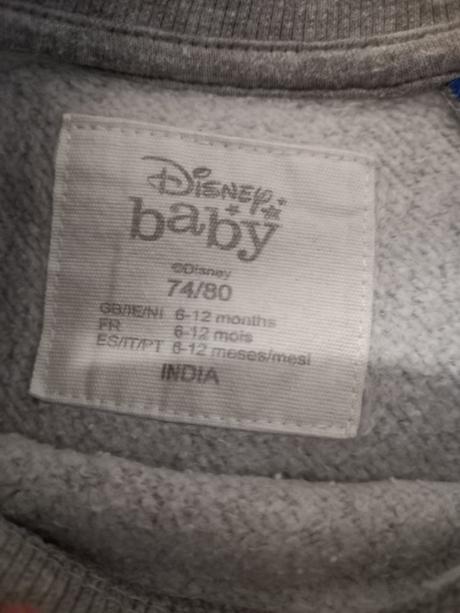 Disney
baby
©Disney
74/80
GB/IE/NI 6-12 months
FR 6-12 mois
ES/IT/PT 6-12 meses/mesi
INDIA